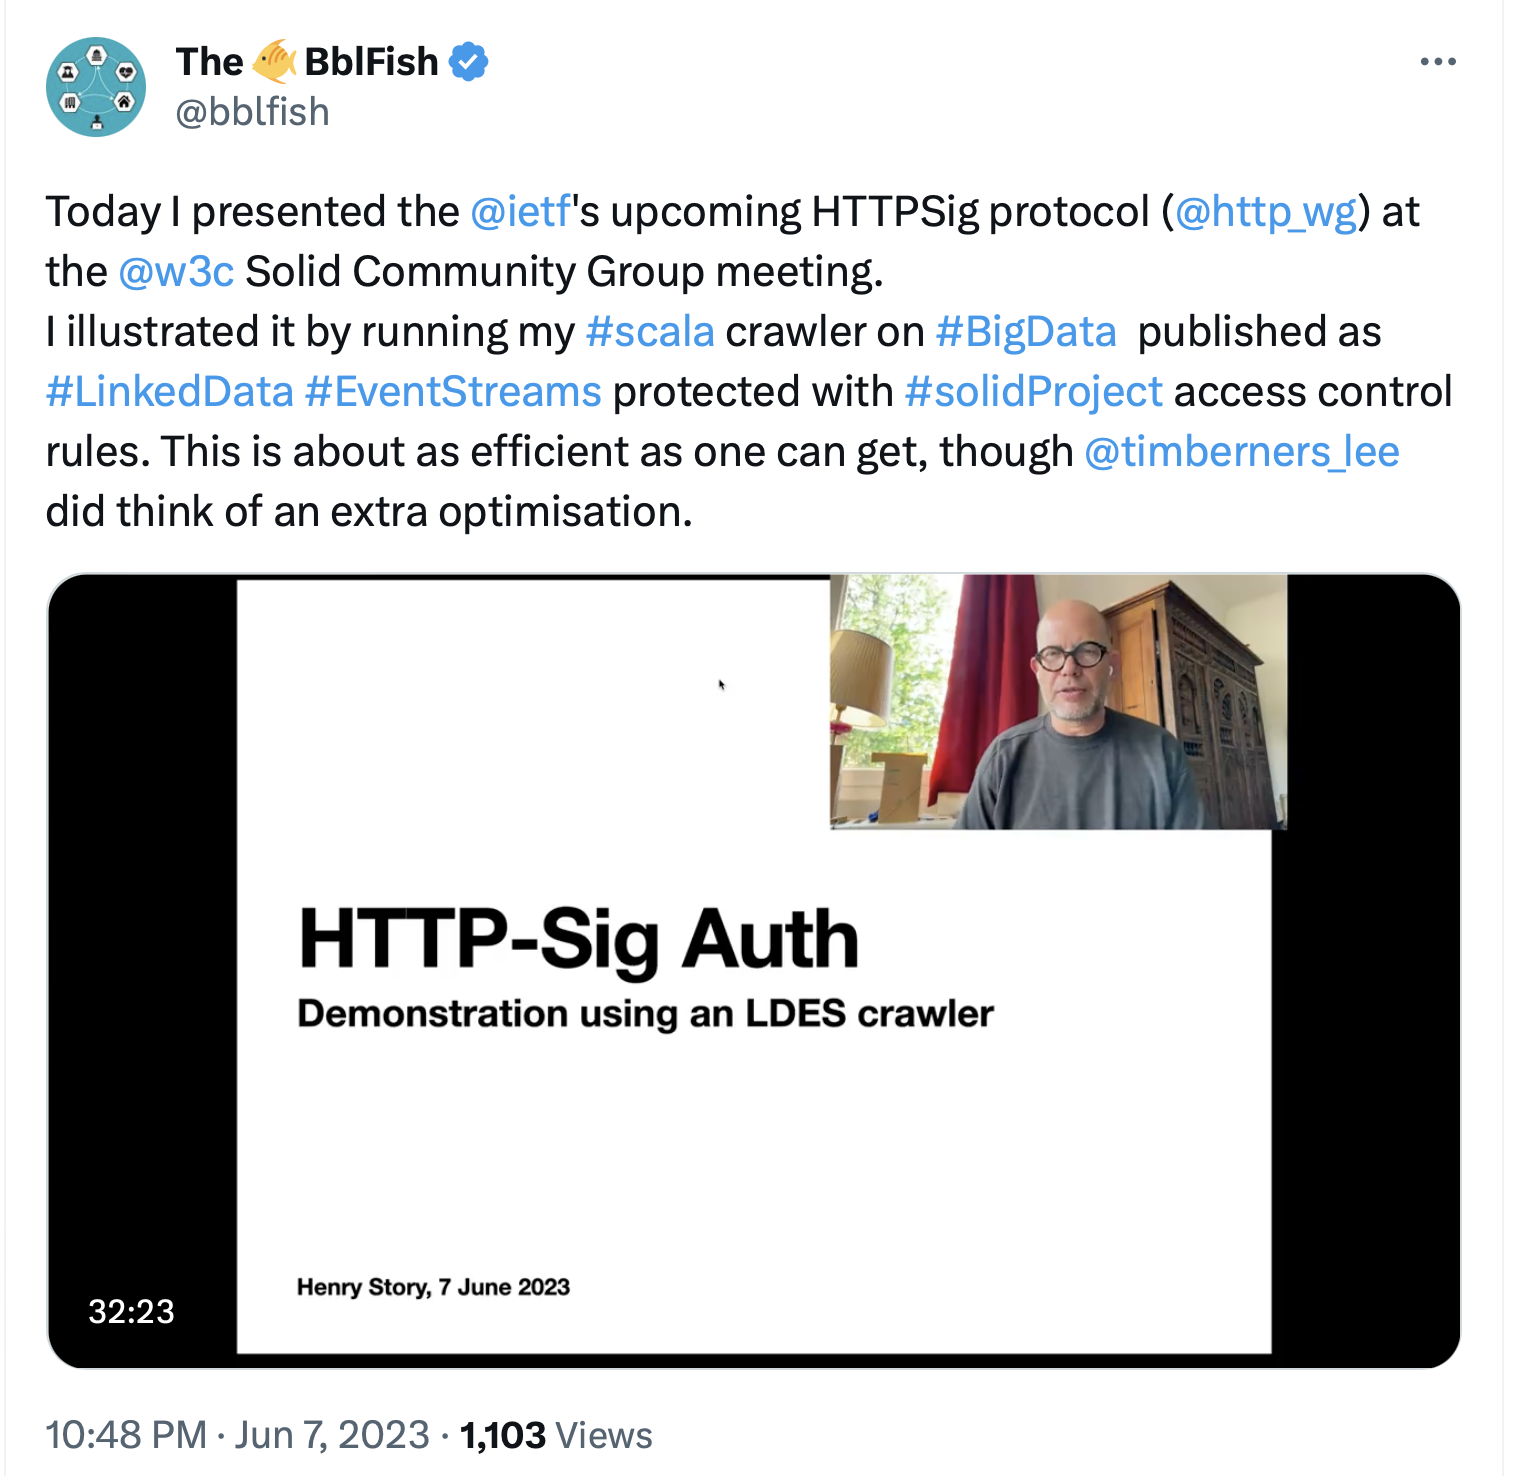 The 🐠 BblFish
@bblfish
Today I presented the @ietf's upcoming HTTPSig protocol (@http_wg) at
the @w3c Solid Community Group meeting.
I illustrated it by running my #scala crawler on #BigData published as
#LinkedData #EventStreams protected with #solidProject access control
rules. This is about as efficient as one can get, though @timberners_lee
did think of an extra optimisation.
HTTP-Sig Auth
Demonstration using an LDES crawler
Henry Story, 7 June 2023
32:23
10:48 PM · Jun 7, 2023 · 1,103 Views